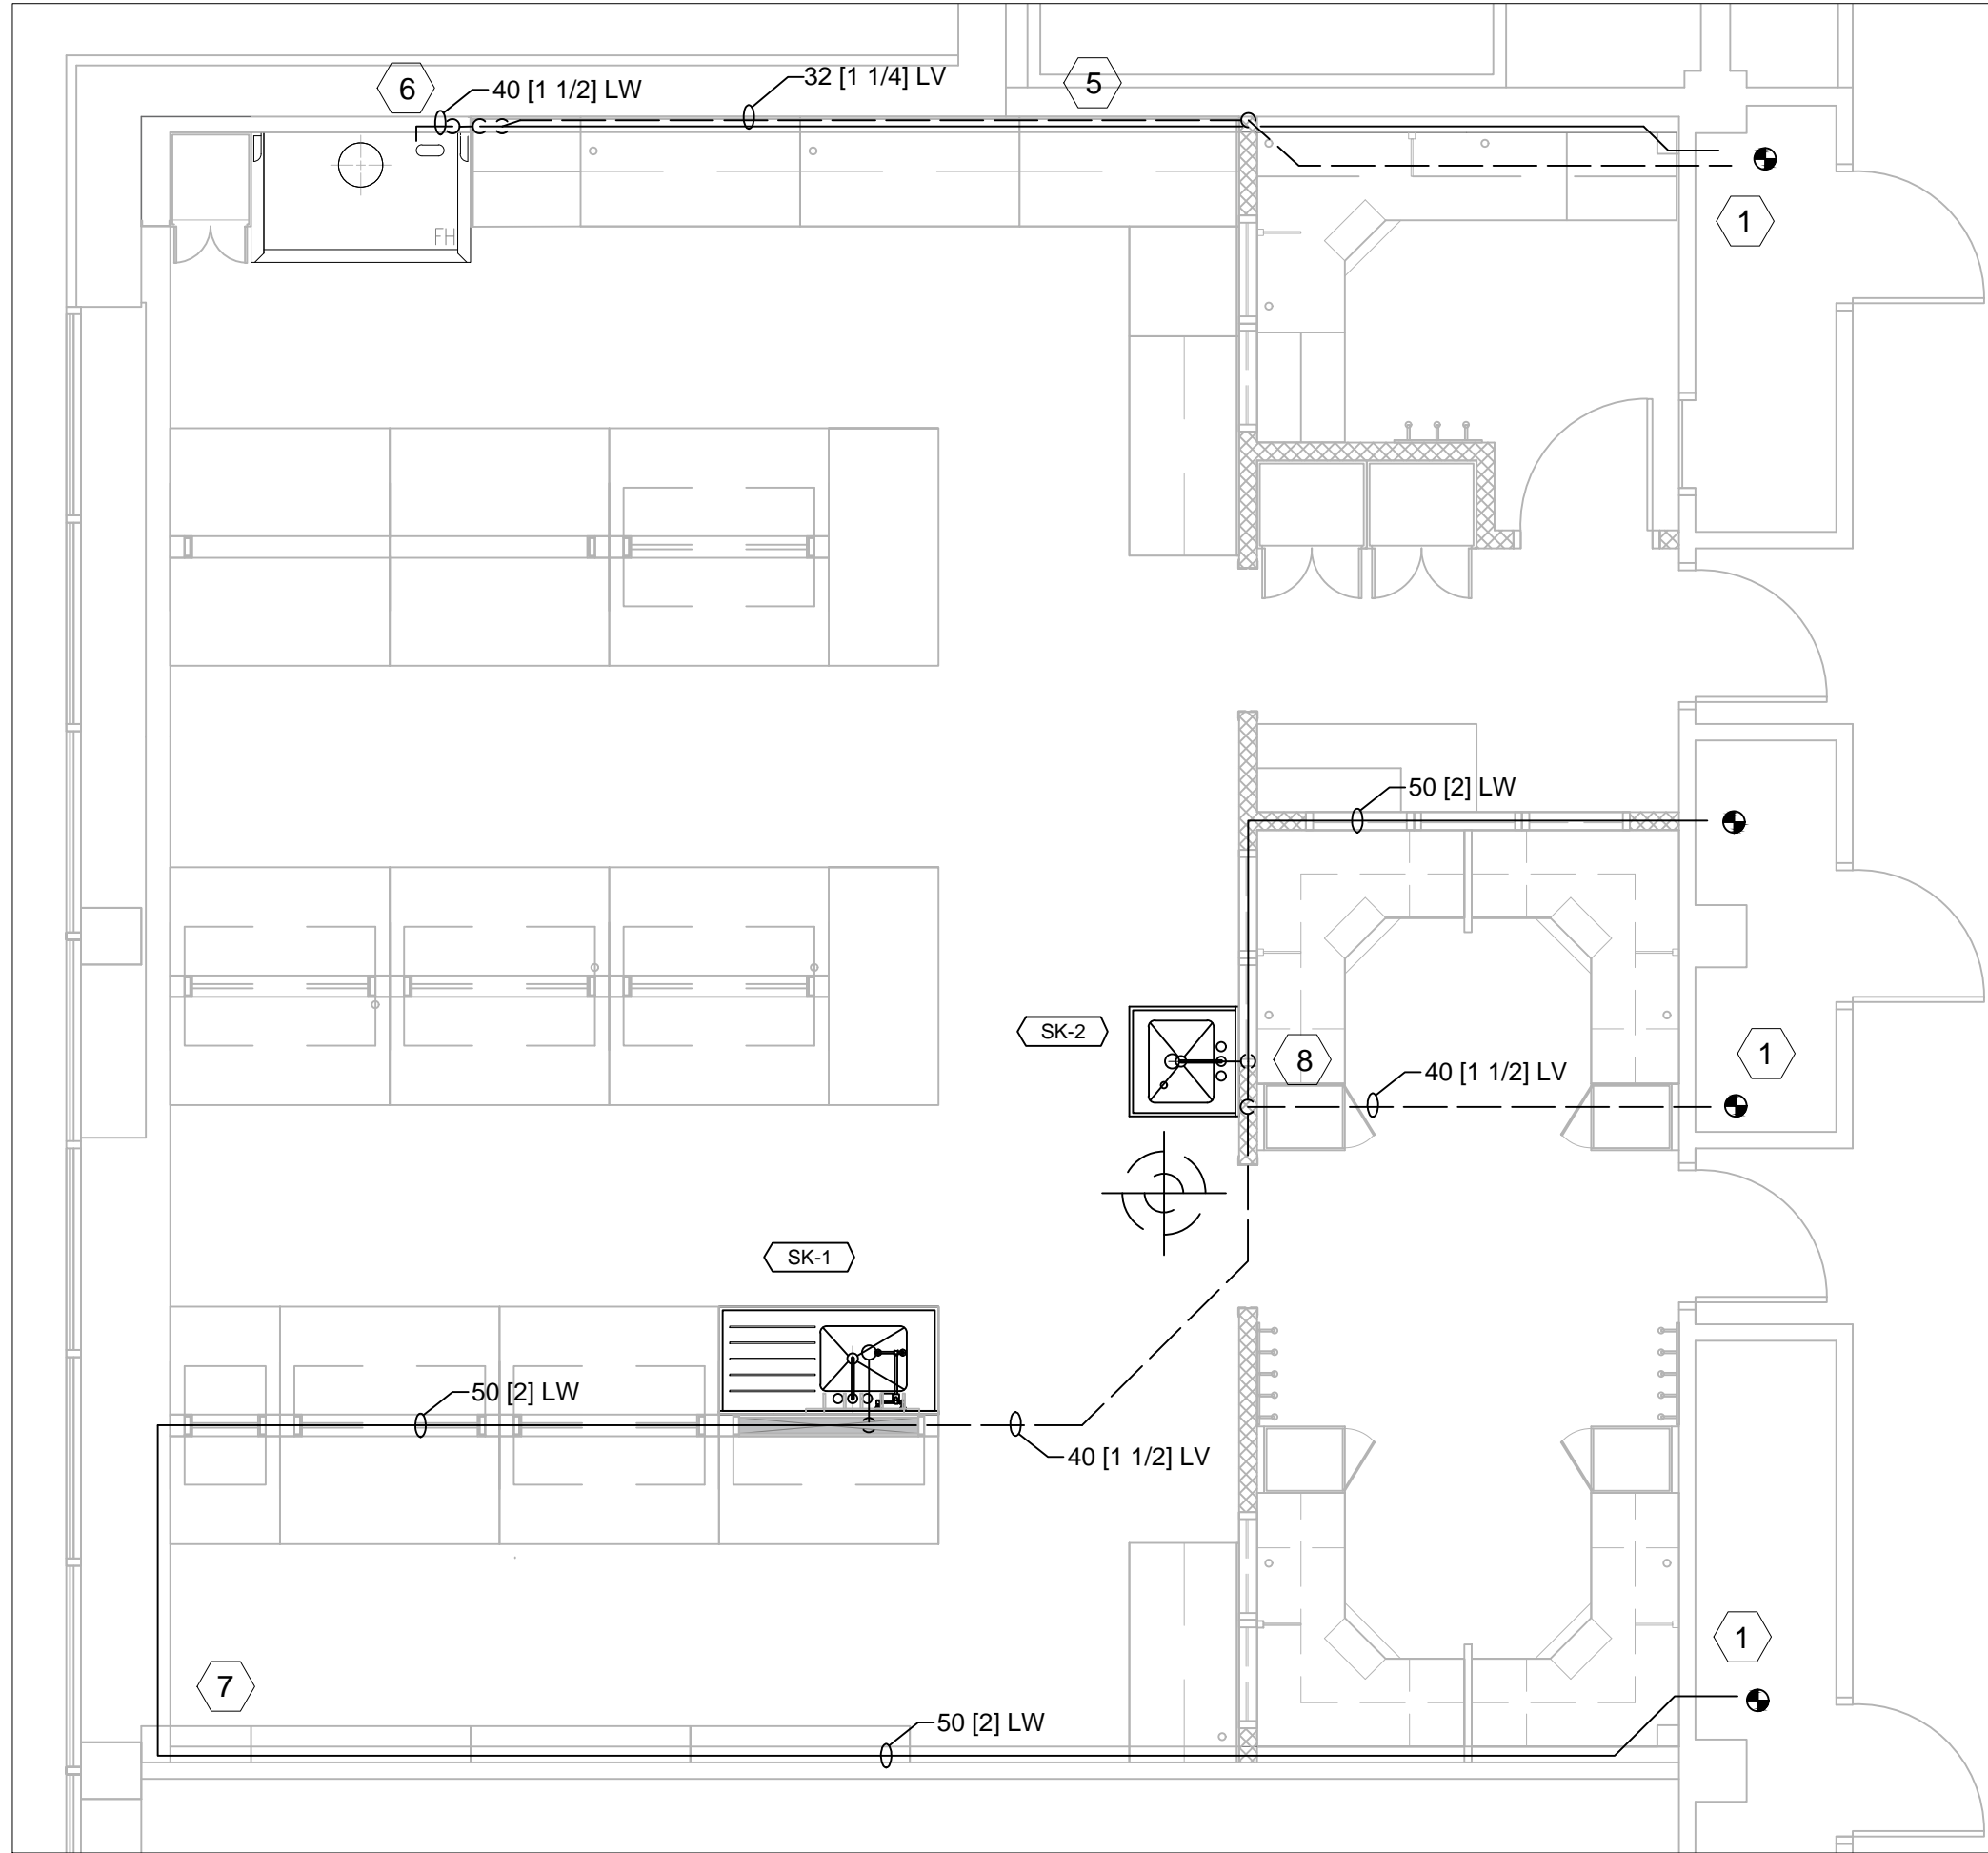 32 [1 1/4] LV
5
6
40 [1 1/2] LW
1
FH
50 [2] LW
SK-2
8
1
40 [1 1/2] LV
SK-1
50 [2] LW
40 [1 1/2] LV
1
7
50 [2] LW